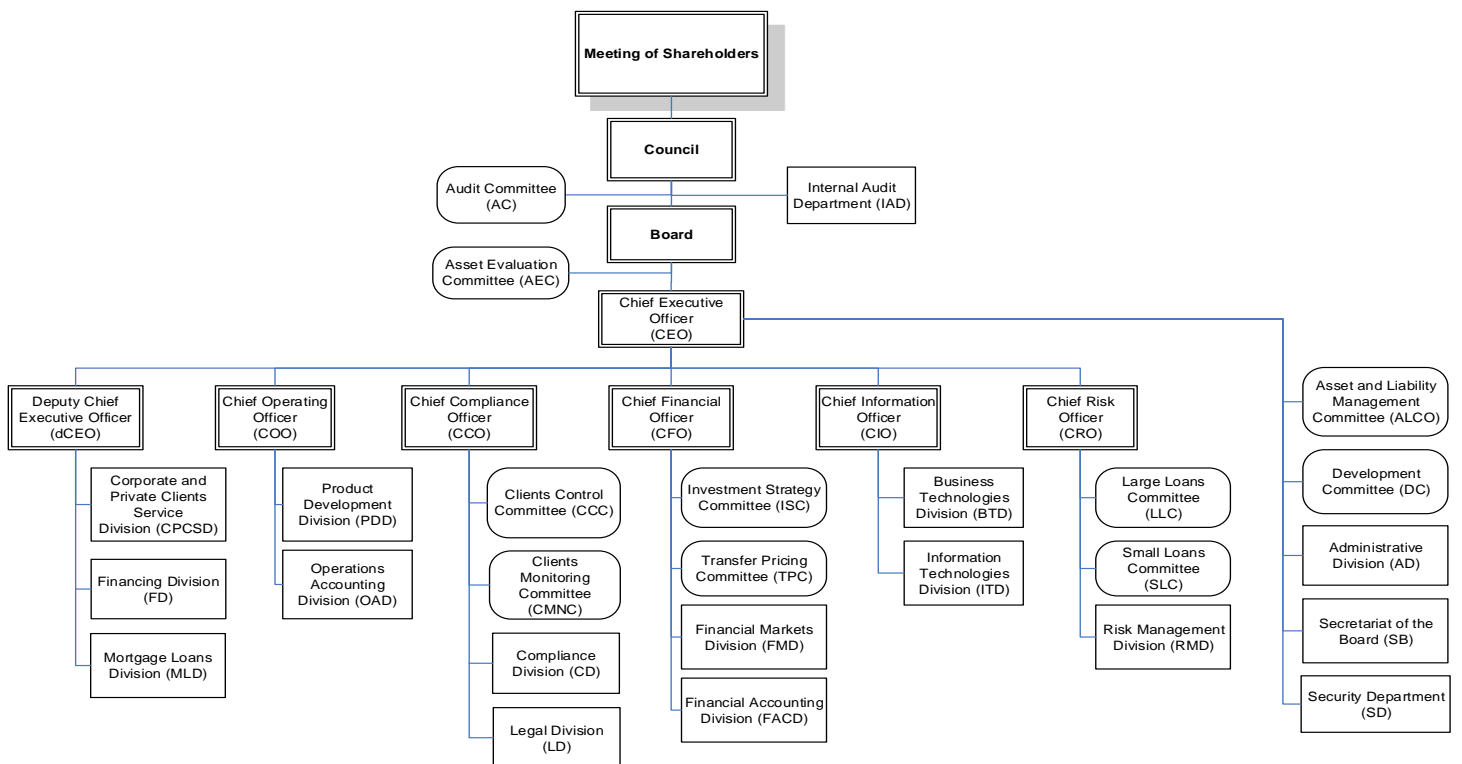 Meeting of Shareholders
Council
Audit Committee
(AC)
Internal Audit
Department (IAD)
Board
Asset Evaluation
Committee (AEC)
Chief Executive
Officer
(CEO)
Deputy Chief
Executive Officer
(dCEO)
Chief Operating
Officer
(COO)
Chief Compliance
Officer
(CCO)
Chief Financial
Officer
(CFO)
Chief Information
Officer
(CIO)
Chief Risk
Officer
(CRO)
Corporate and
Private Clients
Service
Division (CPCSD)
Financing Division
(FD)
Mortgage Loans
Division (MLD)
Product
Development
Division (PDD)
Operations
Accounting
Division (OAD)
Clients Control
Committee (CCC)
Clients
Monitoring
Committee
(CMNC)
Compliance
Division (CD)
Legal Division
(LD)
Investment Strategy
Committee (ISC)
Transfer Pricing
Committee (TPC)
Financial Markets
Division (FMD)
Financial Accounting
Division (FACD)
Business
Technologies
Division (BTD)
Information
Technologies
Division (ITD)
Large Loans
Committee
(LLC)
Small Loans
Committee
(SLC)
Risk Management
Division (RMD)
Asset and Liability
Management
Committee (ALCO)
Development
Committee (DC)
Administrative
Division (AD)
Secretariat of the
Board (SB)
Security Department
(SD)